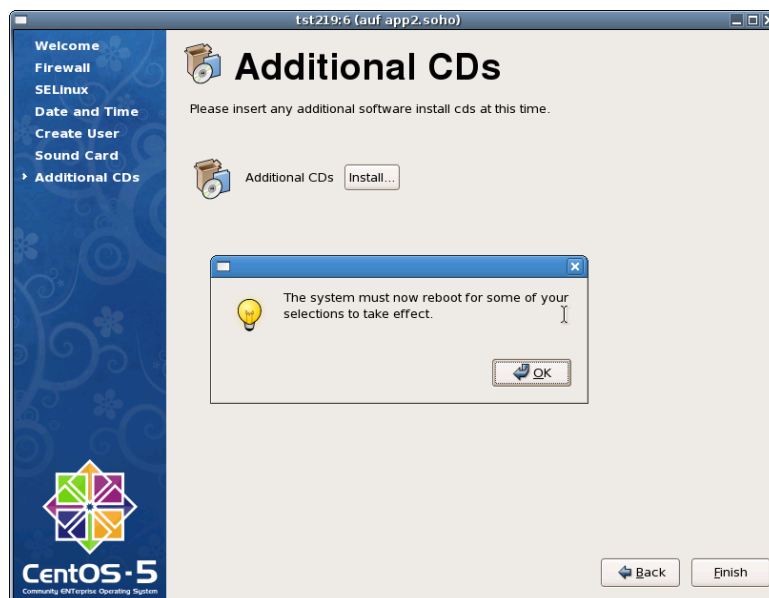 tst219:6 (auf app2.soho)
Welcome
Firewall
SELinux
Date and Time
Create User
Sound Card
Additional CDs
Additional CDs
Please insert any additional software install cds at this time.
Additional CDs Install...
The system must now reboot for some of your
selections to take effect.
OK
CentOS-5
Community ENTerprise Operating System
Back Finish